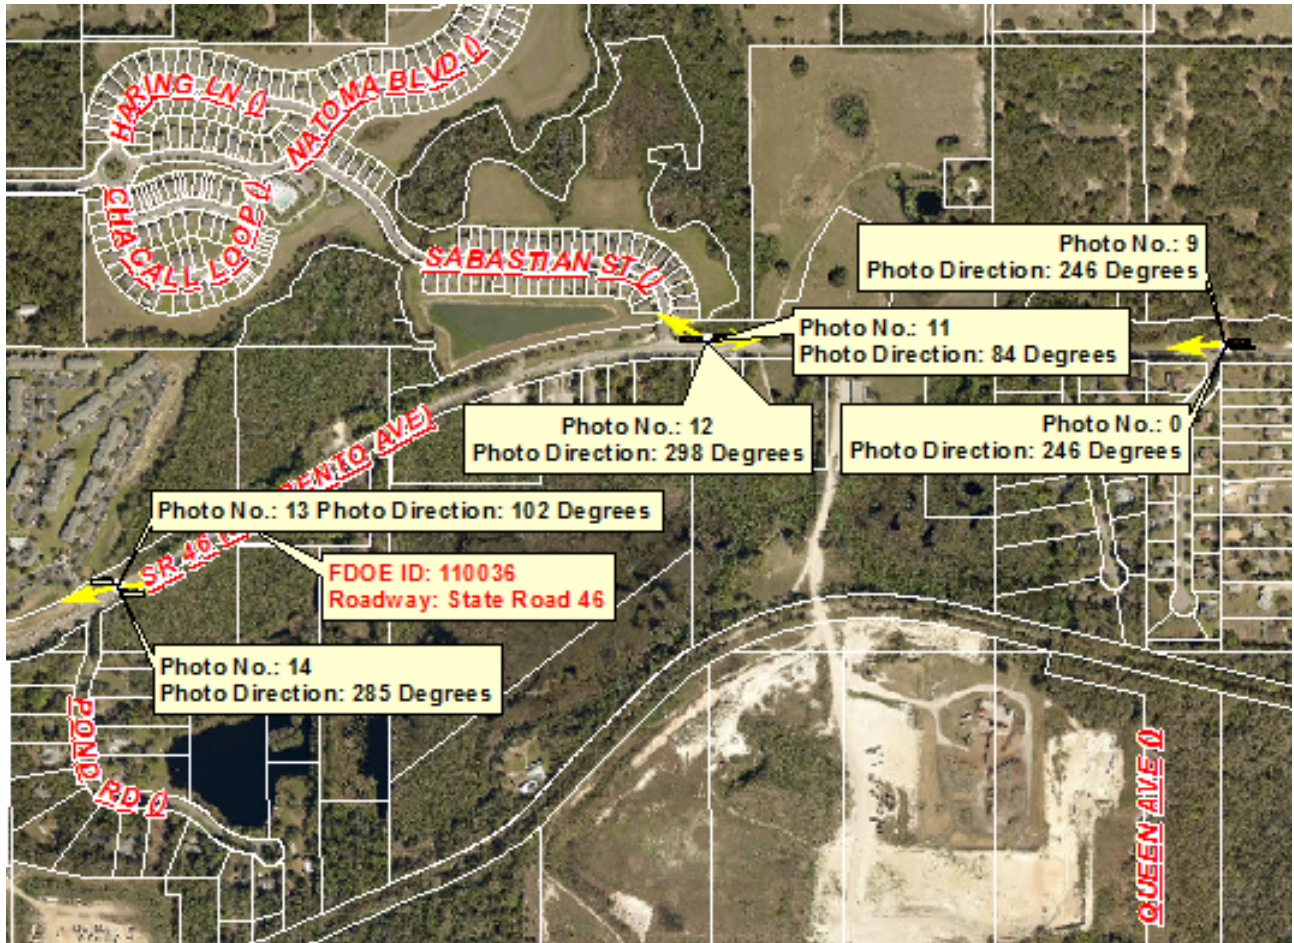 HARING LN ()
NATOMA BLVD ()
CHACALL LOOP ()
SABASTIAN ST ()
Photo No.: 9
Photo Direction: 246 Degrees
Photo No.: 11
Photo Direction: 84 Degrees
Photo No.: 12
Photo Direction: 298 Degrees
Photo No.: 0
Photo Direction: 246 Degrees
Photo No.: 13 Photo Direction: 102 Degrees
SR 46 AVE)
FDOE ID: 110036
Roadway: State Road 46
Photo No.: 14
Photo Direction: 285 Degrees
POND RD ()
QUEEN AVE ()